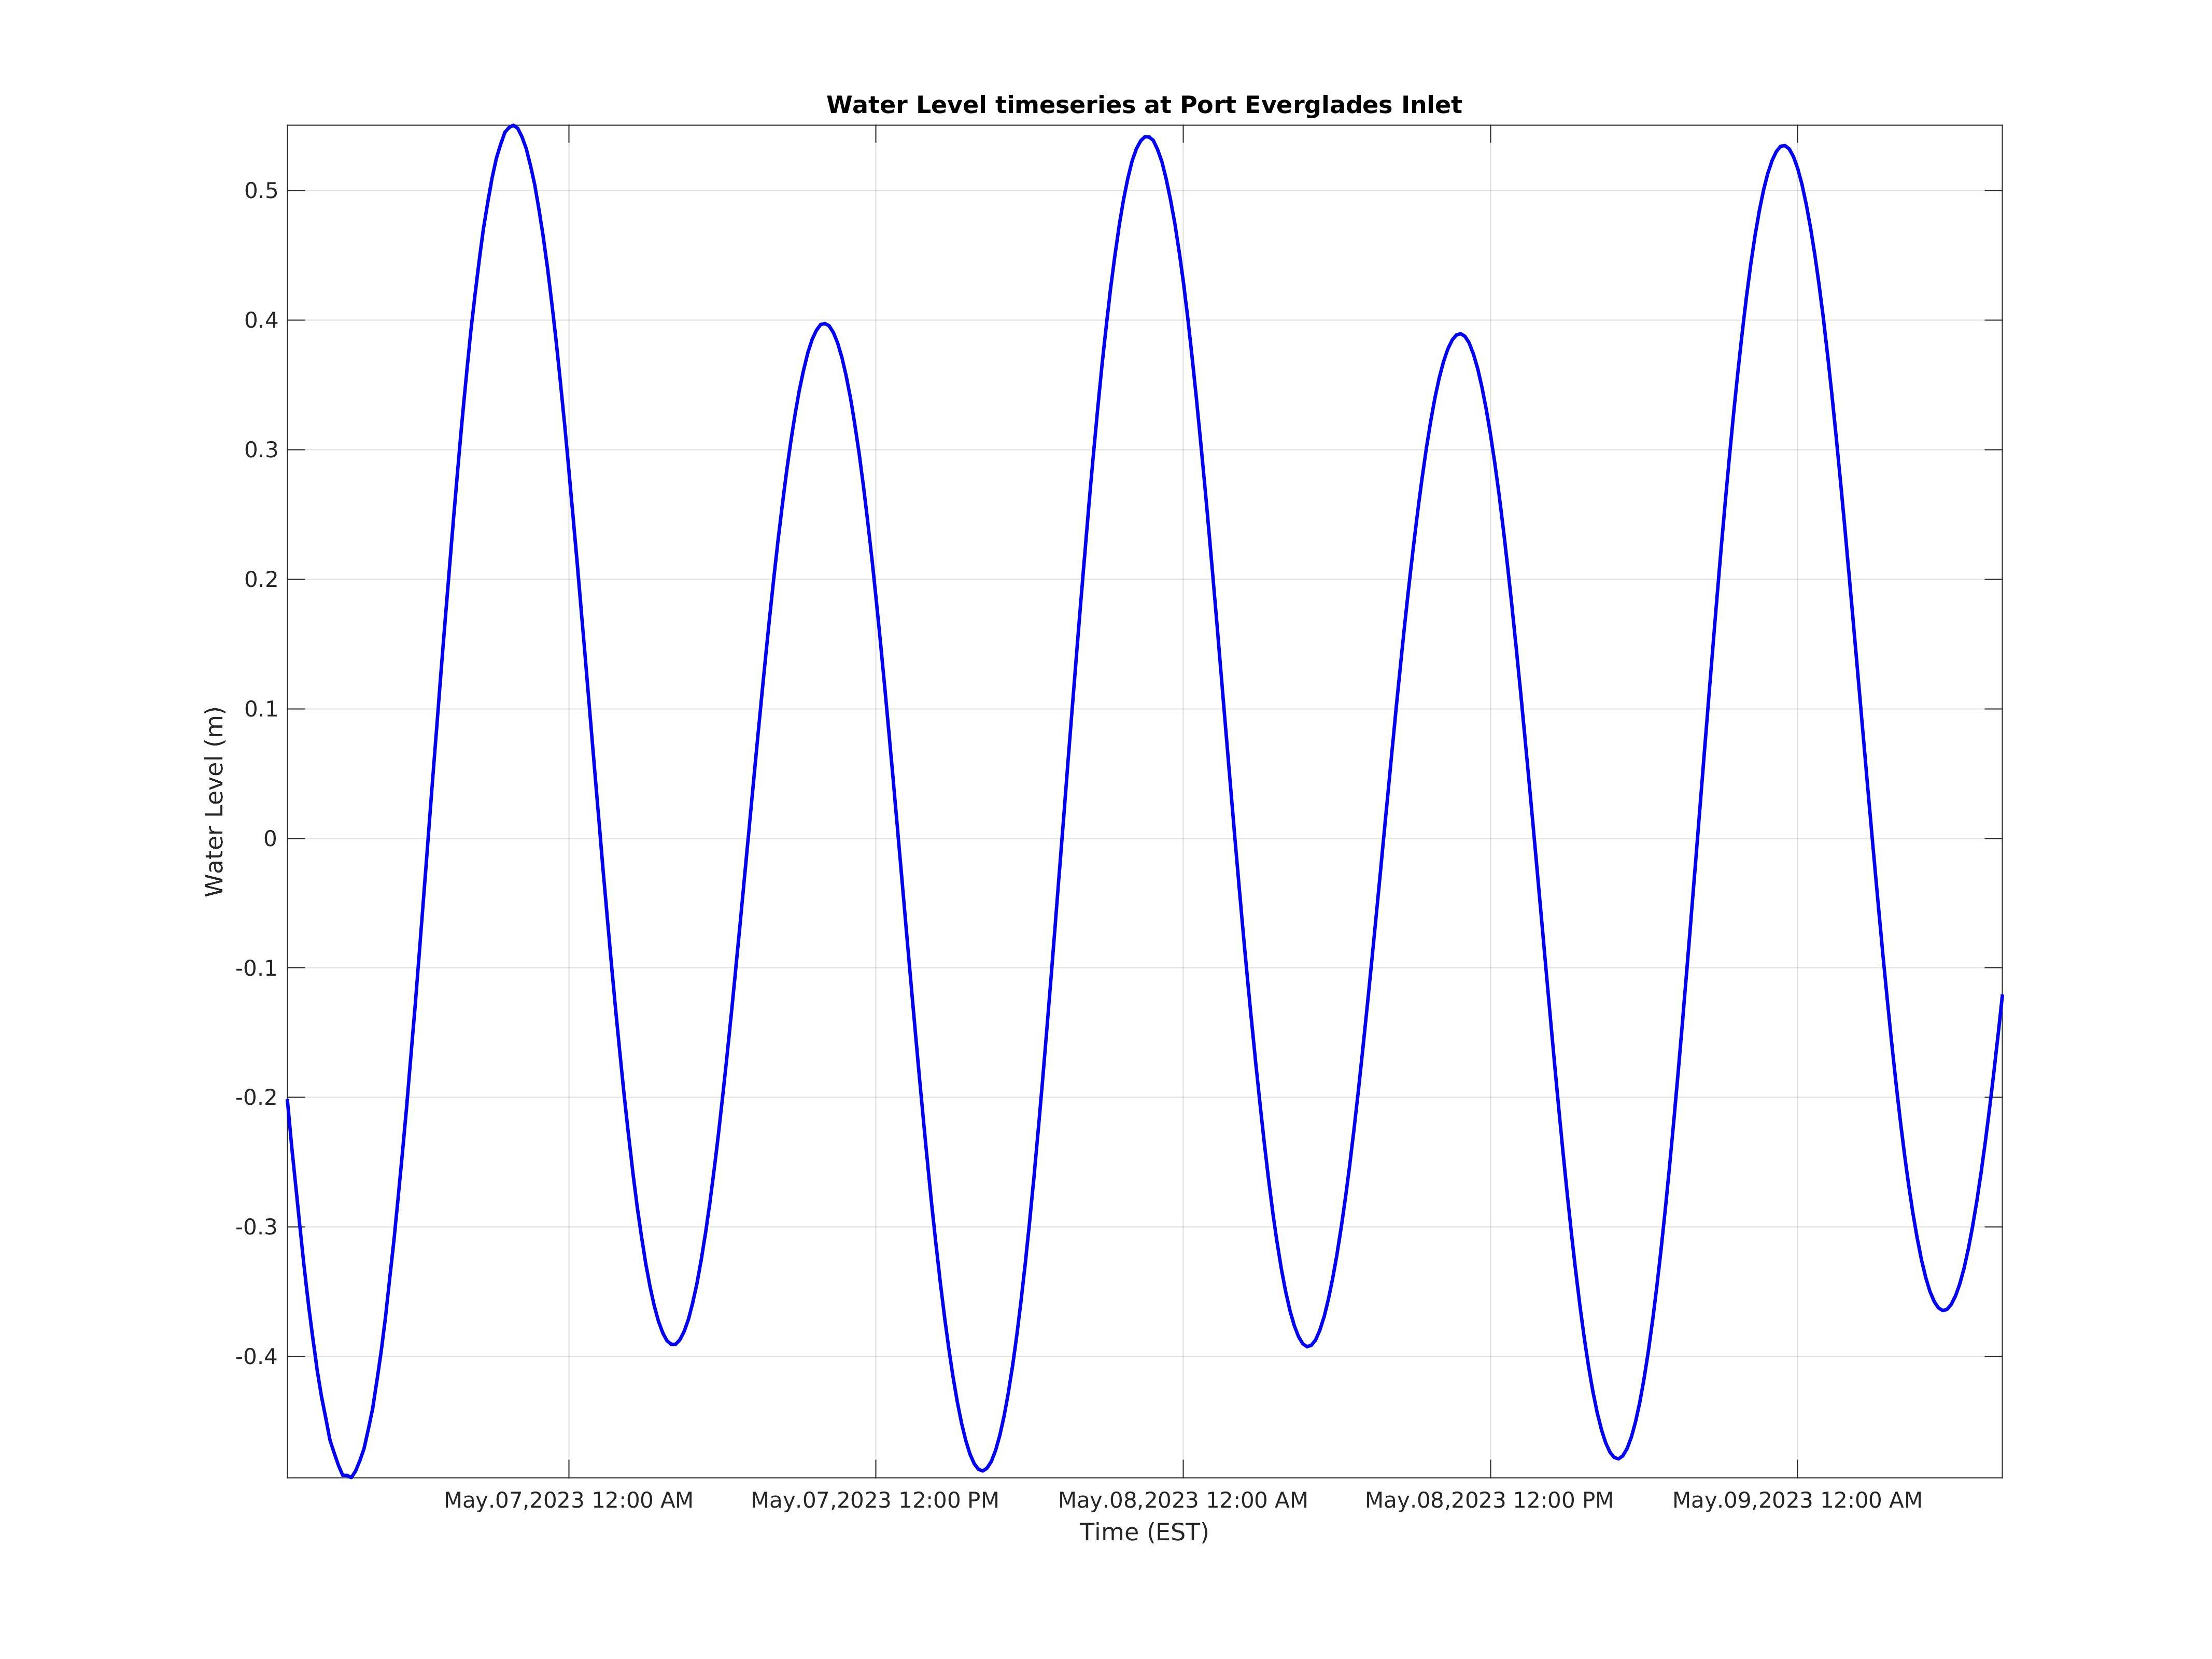 Water Level timeseries at Port Everglades Inlet
0.5
0.4
0.3
0.2
0.1
0
-0.1
-0.2
-0.3
-0.4
Water Level (m)
May.07,2023 12:00 AM
May.07,2023 12:00 PM
May.08,2023 12:00 AM
May.08,2023 12:00 PM
May.09,2023 12:00 AM
Time (EST)